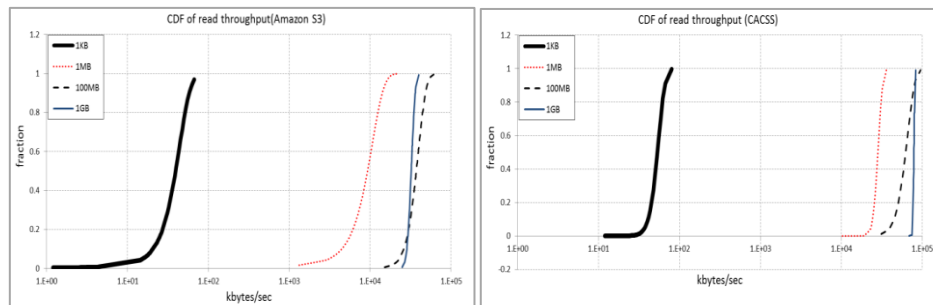 CDF of read throughput(Amazon S3)
1.2
1
0.8
0.6
0.4
0.2
0
fraction
1KB
1MB
100MB
1GB
1.E+00
1.E+01
1.E+02
1.E+03
1.E+04
1.E+05
kbytes/sec
CDF of read throughput (CACSS)
1.2
1
0.8
0.6
0.4
0.2
0
-0.2
fraction
1KB
1MB
100MB
1GB
1.E+00
1.E+01
1.E+02
1.E+03
1.E+04
1.E+05
kbytes/sec